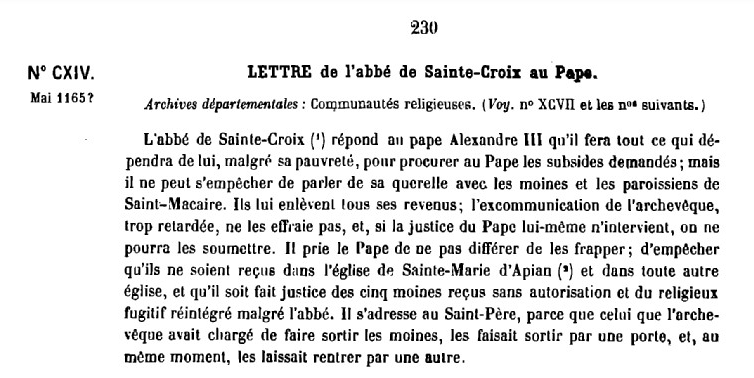 230
N° CXIV.
Mai 1165?
LETTRE de l'abbé de Sainte-Croix au Pape.
Archives départementales : Communautés religieuses. (Voy. n° XCVII et les nos suivants.)
L'abbé de Sainte-Croix (¹) répond au pape Alexandre III qu'il fera tout ce qui dé-
pendra de lui, malgré sa pauvreté, pour procurer au Pape les subsides demandés ; mais
il ne peut s'empêcher de parler de sa querelle avec les moines et les paroissiens de
Saint-Macaire. Ils lui enlèvent tous ses revenus ; l'excommunication de l'archevêque,
trop retardée, ne les effraie pas, et, si la justice du Pape lui-même n'intervient, on ne
pourra les soumettre. Il prie le Pape de ne pas différer de les frapper ; d'empêcher
qu'ils ne soient reçus dans l'église de Sainte-Marie d'Apian (²) et dans toute autre
église, et qu'il soit fait justice des cinq moines reçus sans autorisation et du religieux
fugitif réintégré malgré l'abbé. Il s'adresse au Saint-Père, parce que celui que l'arche-
vêque avait chargé de faire sortir les moines, les faisait sortir par une porte, et, au
même moment, les laissait rentrer par une autre.